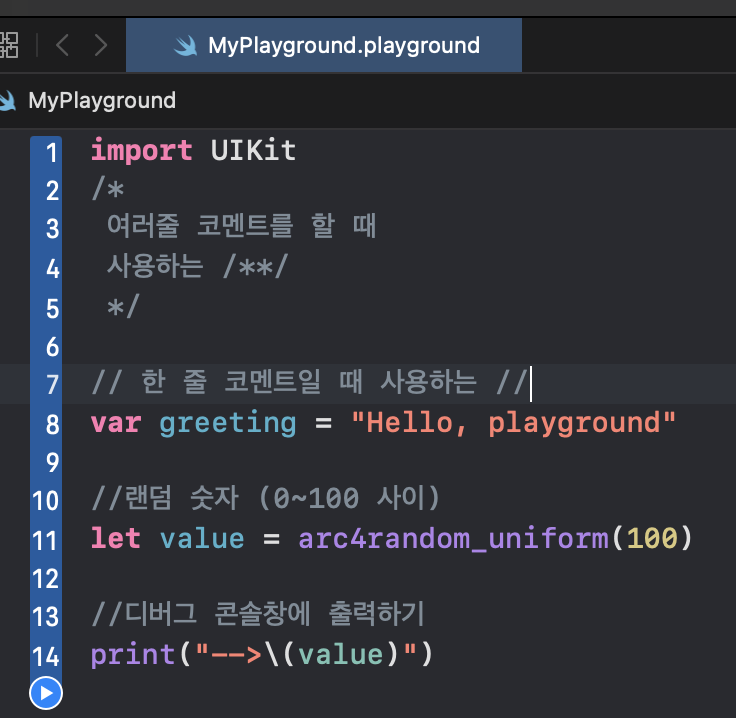 MyPlayground.playground
MyPlayground
1 import UIKit
2 /*
3 여러줄 코멘트를 할 때
4 사용하는 /**/
5 */
6
7 // 한 줄 코멘트일 때 사용하는 //
8 var greeting = "Hello, playground"
9
10 //랜덤 숫자 (0~100 사이)
11 let value = arc4random_uniform(100)
12
13 //디버그 콘솔창에 출력하기
14 print("-->\(value)")